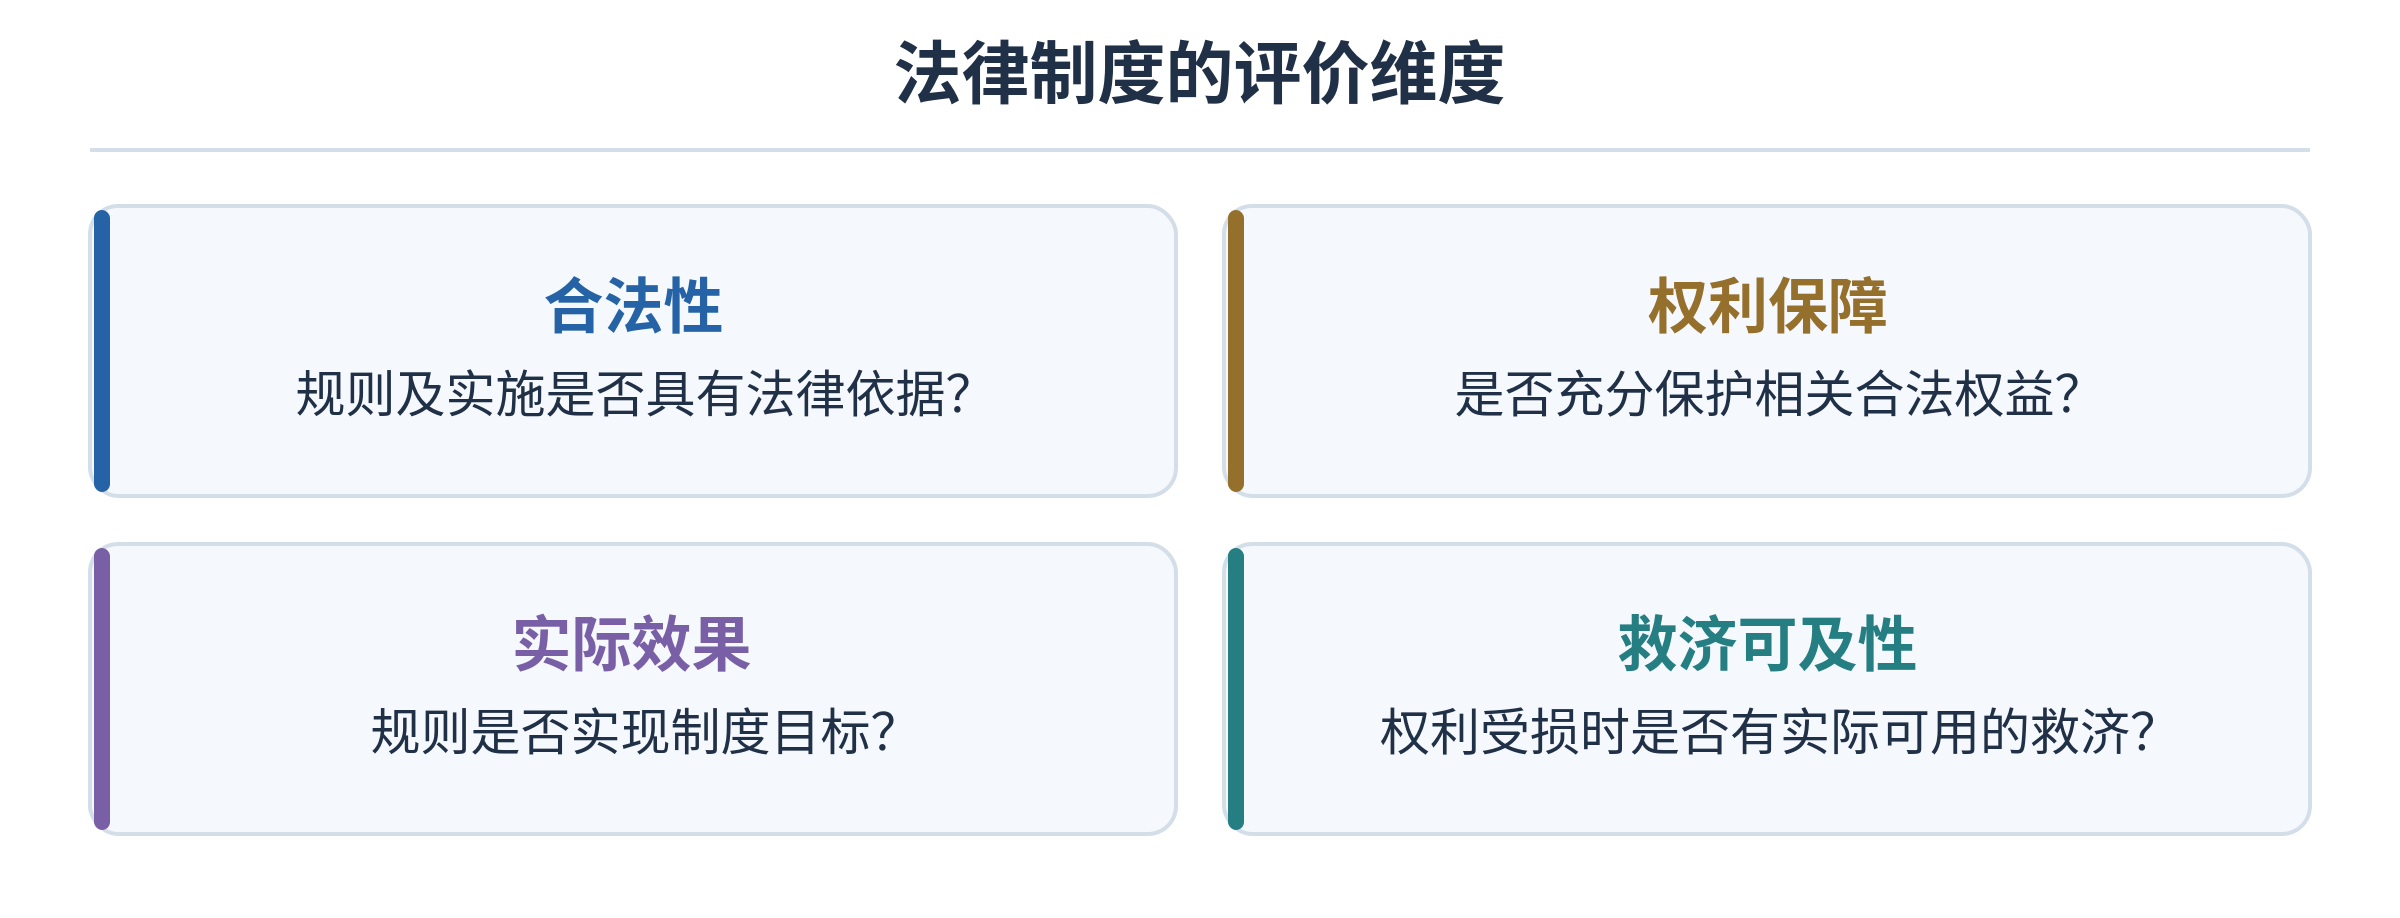 法律制度的评价维度
合法性
规则及实施是否具有法律依据？
权利保障
是否充分保护相关合法权益？
实际效果
规则是否实现制度目标？
救济可及性
权利受损时是否有实际可用的救济？